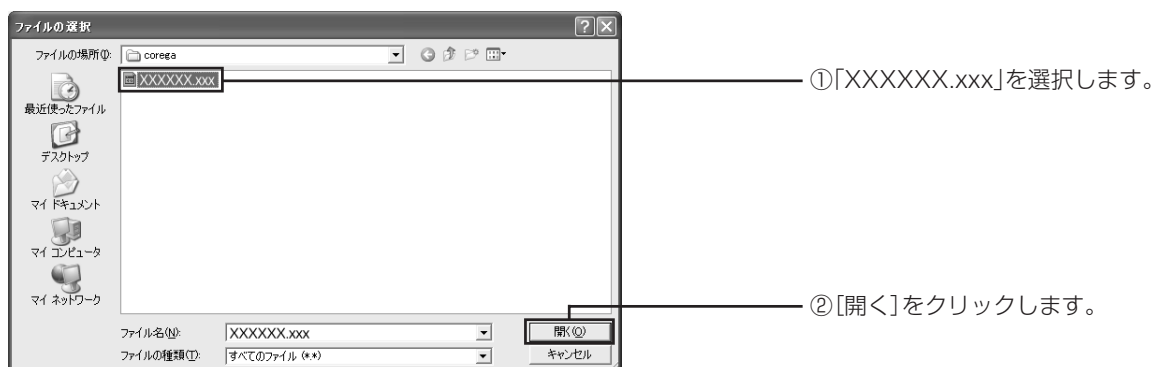 ファイルの選択
ファイルの場所(I):
corega
XXXXXX.xxx
①「XXXXXX.xxx」を選択します。
最近使ったファイル
デスクトップ
マイ ドキュメント
マイ コンピュータ
マイ ネットワーク
②[開く]をクリックします。
ファイル名(N):
XXXXXX.xxx
開く(O)
ファイルの種類(T):
すべてのファイル (*.*)
キャンセル